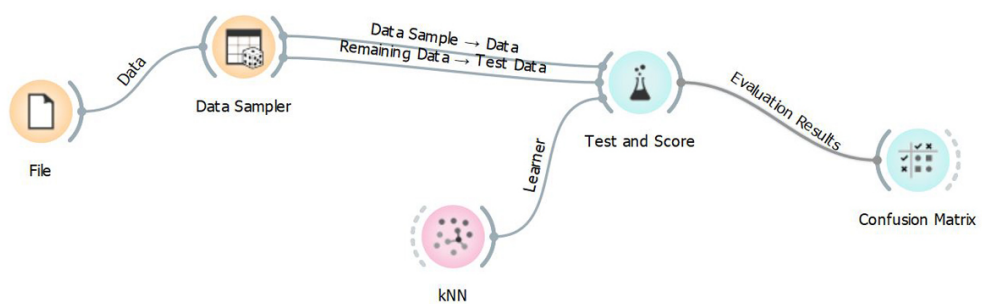 Data
File
Data Sampler
Data Sample → Data
Remaining Data → Test Data
Learner
kNN
Test and Score
Evaluation Results
Confusion Matrix